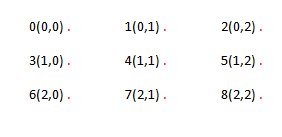 0(0,0) . 1(0,1) . 2(0,2) .
3(1,0) . 4(1,1) . 5(1,2) .
6(2,0) . 7(2,1) . 8(2,2) .